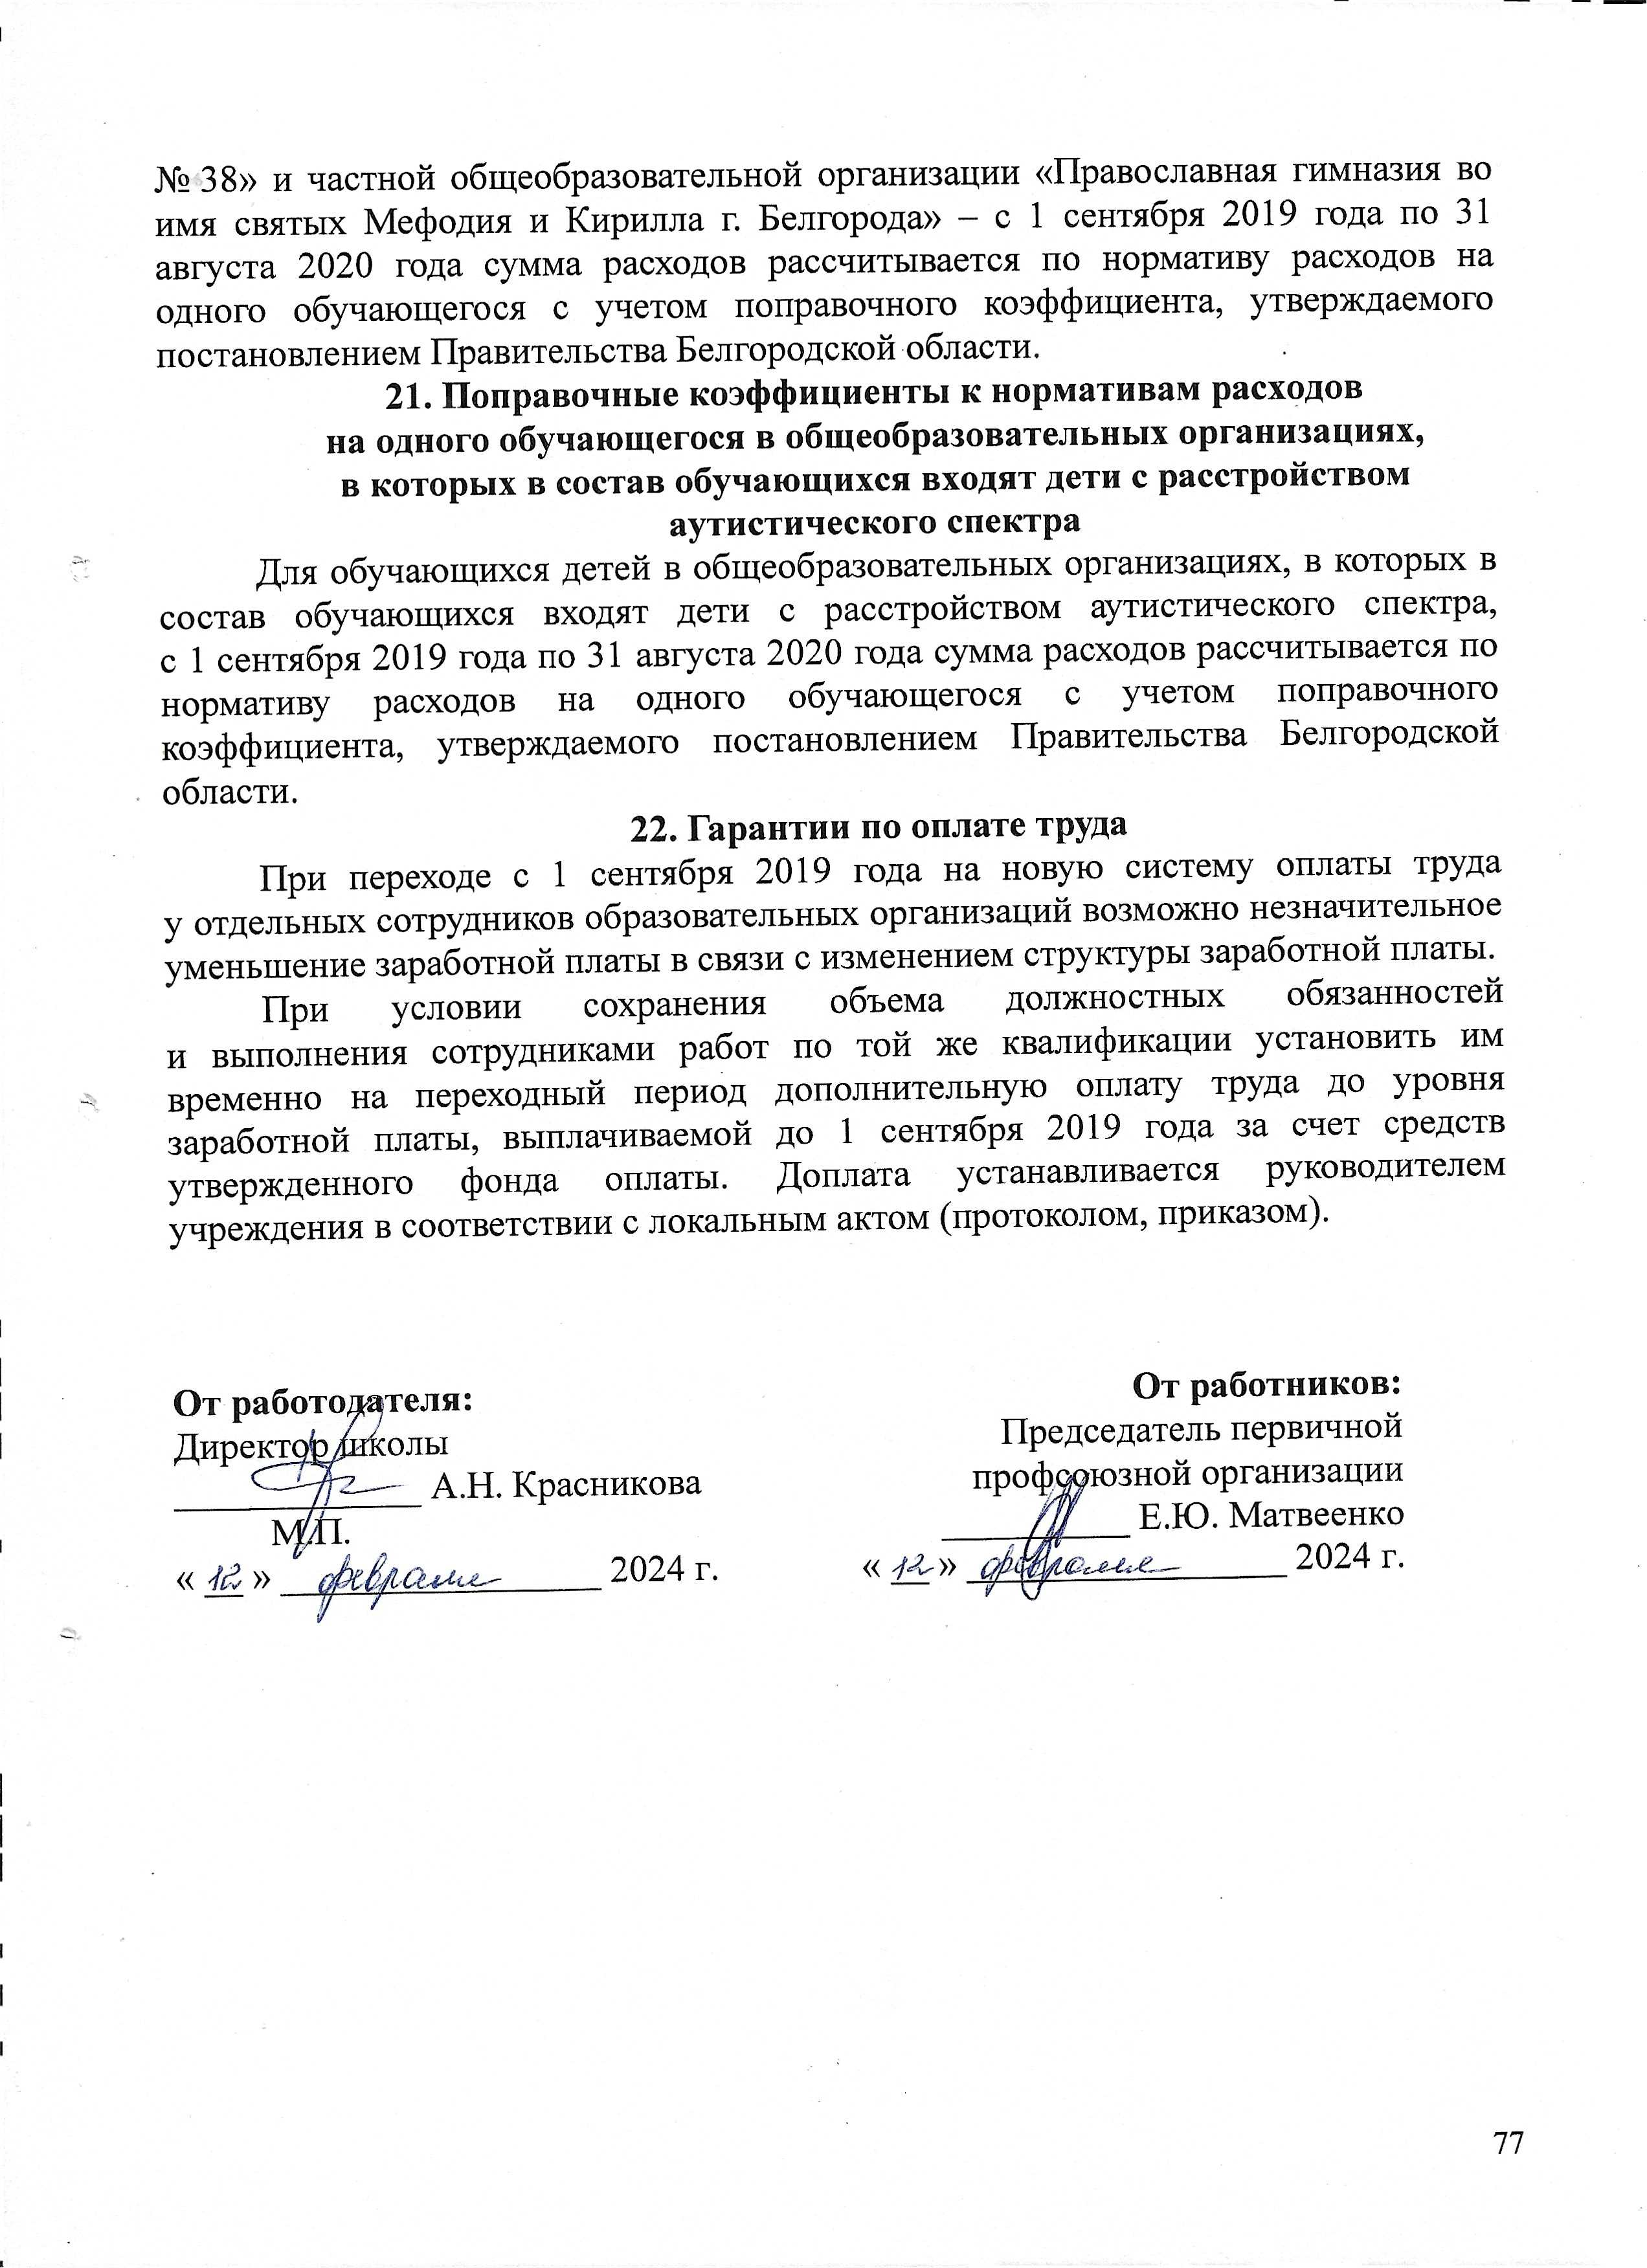 № 38» и частной общеобразовательной организации «Православная гимназия во
имя святых Мефодия и Кирилла г. Белгорода» – с 1 сентября 2019 года по 31
августа 2020 года сумма расходов рассчитывается по нормативу расходов на
одного обучающегося с учетом поправочного коэффициента, утверждаемого
постановлением Правительства Белгородской области.
21. Поправочные коэффициенты к нормативам расходов
на одного обучающегося в общеобразовательных организациях,
в которых в состав обучающихся входят дети с расстройством
аутистического спектра
Для обучающихся детей в общеобразовательных организациях, в которых в
состав обучающихся входят дети с расстройством аутистического спектра,
с 1 сентября 2019 года по 31 августа 2020 года сумма расходов рассчитывается по
нормативу расходов на одного обучающегося с учетом поправочного
коэффициента, утверждаемого постановлением Правительства Белгородской
области.
22. Гарантии по оплате труда
При переходе с 1 сентября 2019 года на новую систему оплаты труда
у отдельных сотрудников образовательных организаций возможно незначительное
уменьшение заработной платы в связи с изменением структуры заработной платы.
При условии сохранения объема должностных обязанностей
и выполнения сотрудниками работ по той же квалификации установить им
временно на переходный период дополнительную оплату труда до уровня
заработной платы, выплачиваемой до 1 сентября 2019 года за счет средств
утвержденного фонда оплаты. Доплата устанавливается руководителем
учреждения в соответствии с локальным актом (протоколом, приказом).
От работодателя:
Директор школы
А.Н. Красникова
М.П.
« 12 » февраля 2024 г.
От работников:
Председатель первичной
профсоюзной организации
Е.Ю. Матвеенко
« 12 » февраля 2024 г.
77